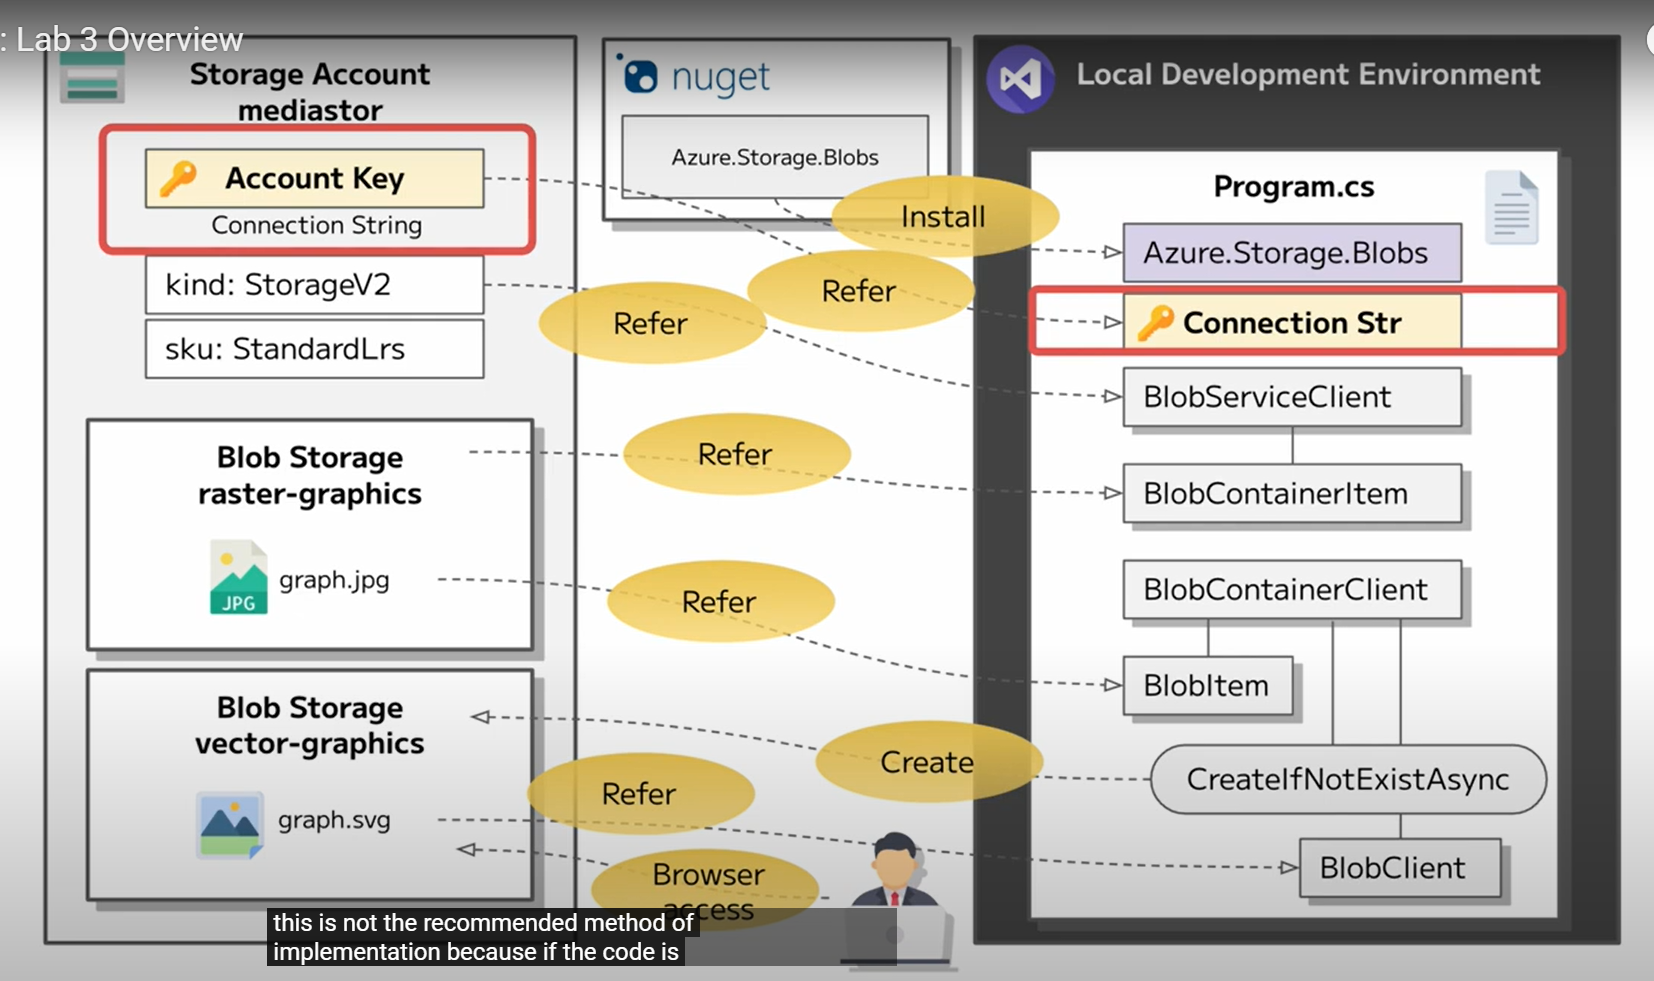 : Lab 3 Overview
Storage Account
mediastor
Account Key
Connection String
kind: StorageV2
sku: StandardLrs
Blob Storage
raster-graphics
JPG
graph.jpg
Blob Storage
vector-graphics
graph.svg
nuget
Azure.Storage.Blobs
Install
Refer
Refer
Refer
Refer
Create
Refer
Browser
access
Local Development Environment
Program.cs
Azure.Storage.Blobs
Connection Str
BlobServiceClient
BlobContainerItem
BlobContainerClient
BlobItem
CreateIfNotExistAsync
BlobClient
this is not the recommended method of
implementation because if the code is